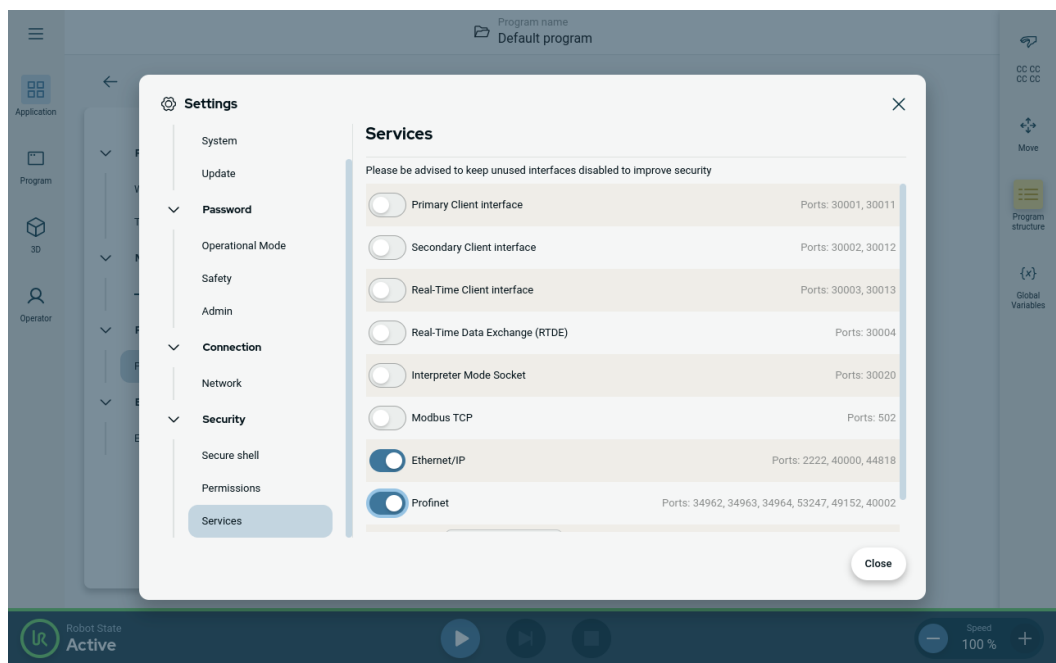 Program name
Default program
Application
Program
3D
Operator
Settings
System
Update
Password
Operational Mode
Safety
Admin
Connection
Network
Security
Secure shell
Permissions
Services
Services
Please be advised to keep unused interfaces disabled to improve security
Primary Client interface Ports: 30001, 30011
Secondary Client interface Ports: 30002, 30012
Real-Time Client interface Ports: 30003, 30013
Real-Time Data Exchange (RTDE) Ports: 30004
Interpreter Mode Socket Ports: 30020
Modbus TCP Ports: 502
Ethernet/IP Ports: 2222, 40000, 44818
Profinet Ports: 34962, 34963, 34964, 53247, 49152, 40002
Close
CC CC
CC CC
Move
Program
structure
{x}
Global
Variables
UR
Robot State
Active
Speed
100 %